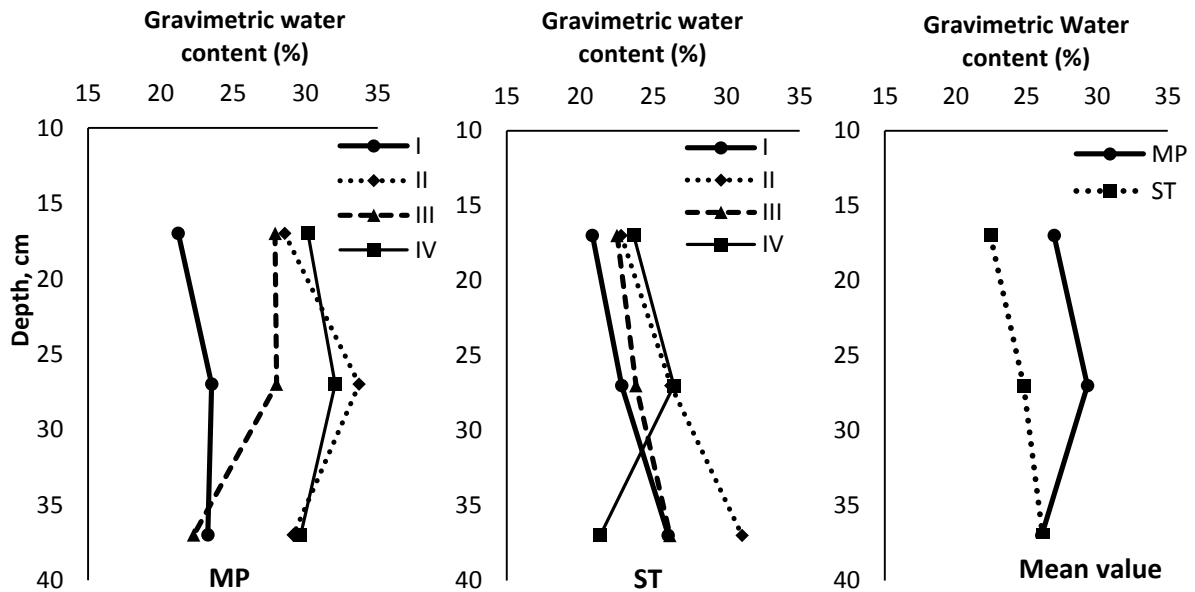 Gravimetric water
content (%)
15 20 25 30 35
10
15
20
25
30
35
40
Depth, cm
I
II
III
IV
MP
Gravimetric water
content (%)
15 20 25 30 35
10
15
20
25
30
35
40
I
II
III
IV
ST
Gravimetric Water
content (%)
15 20 25 30 35
10
15
20
25
30
35
40
MP
ST
Mean value